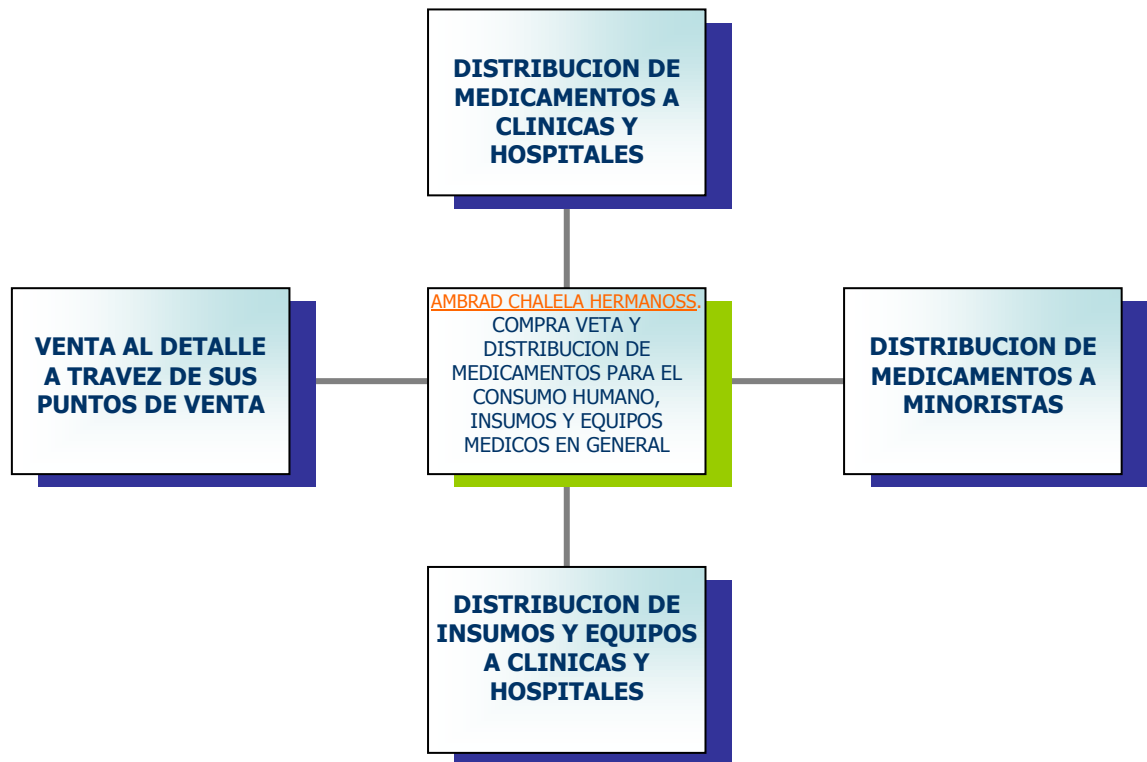 DISTRIBUCION DE
MEDICAMENTOS A
CLINICAS Y
HOSPITALES
VENTA AL DETALLE
A TRAVEZ DE SUS
PUNTOS DE VENTA
AMBRAD CHALELA HERMANOSS.
COMPRA VETA Y
DISTRIBUCION DE
MEDICAMENTOS PARA EL
CONSUMO HUMANO,
INSUMOS Y EQUIPOS
MEDICOS EN GENERAL
DISTRIBUCION DE
MEDICAMENTOS A
MINORISTAS
DISTRIBUCION DE
INSUMOS Y EQUIPOS
A CLINICAS Y
HOSPITALES